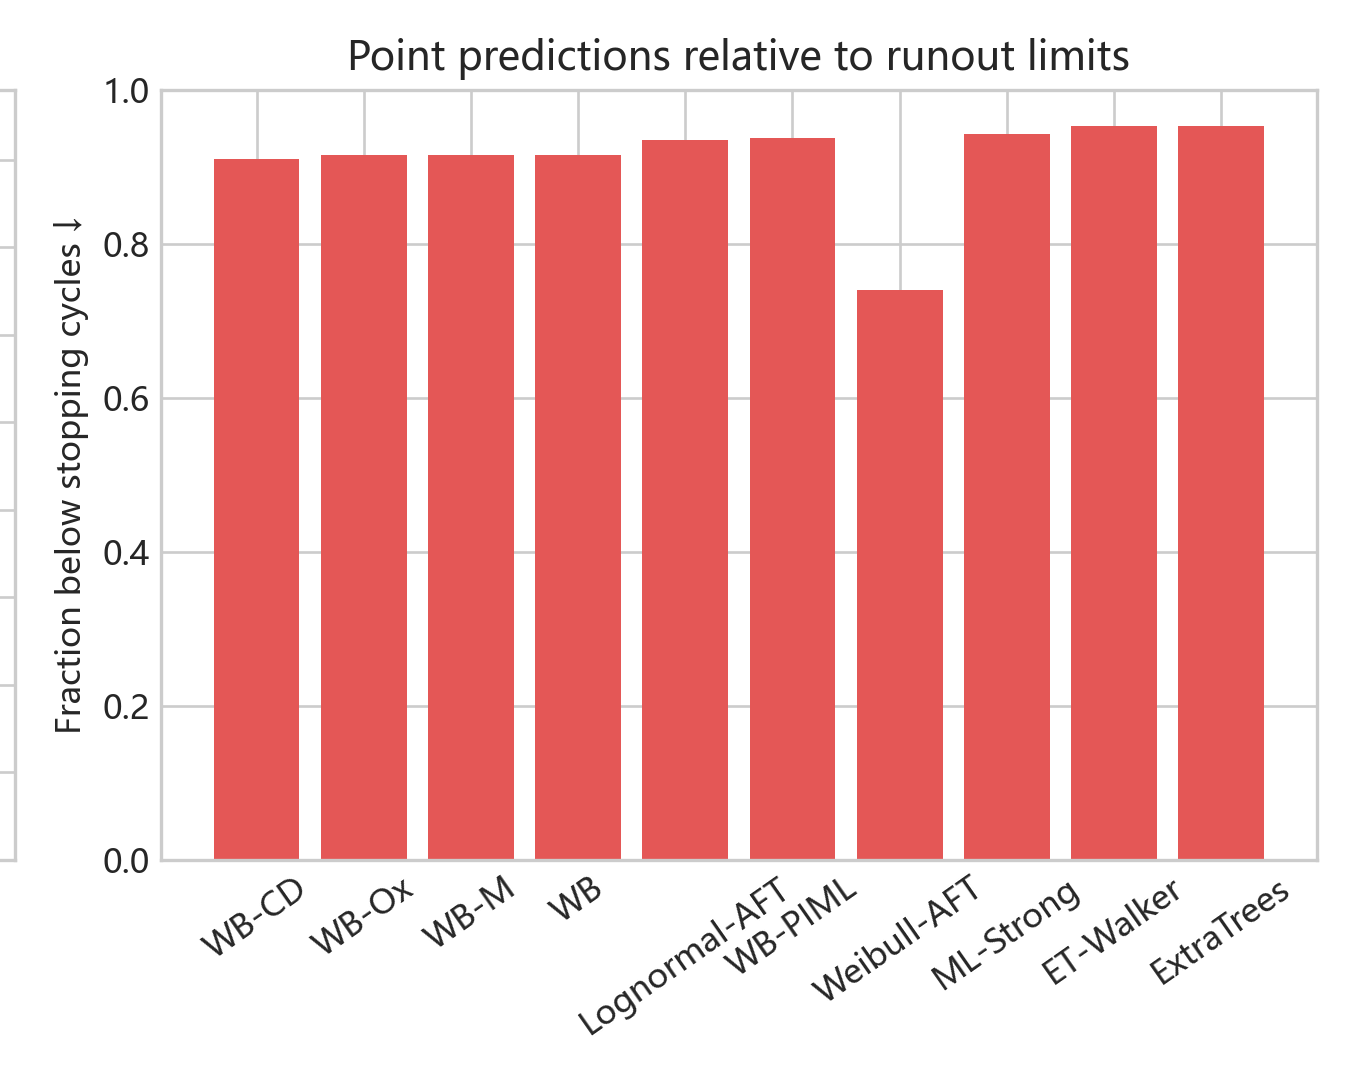 Point predictions relative to runout limits
Fraction below stopping cycles ↓
1.0
0.8
0.6
0.4
0.2
0.0
WB-CD
WB-Ox
WB-M
WB
Lognormal-AFT
WB-PIML
Weibull-AFT
ML-Strong
ET-Walker
ExtraTrees